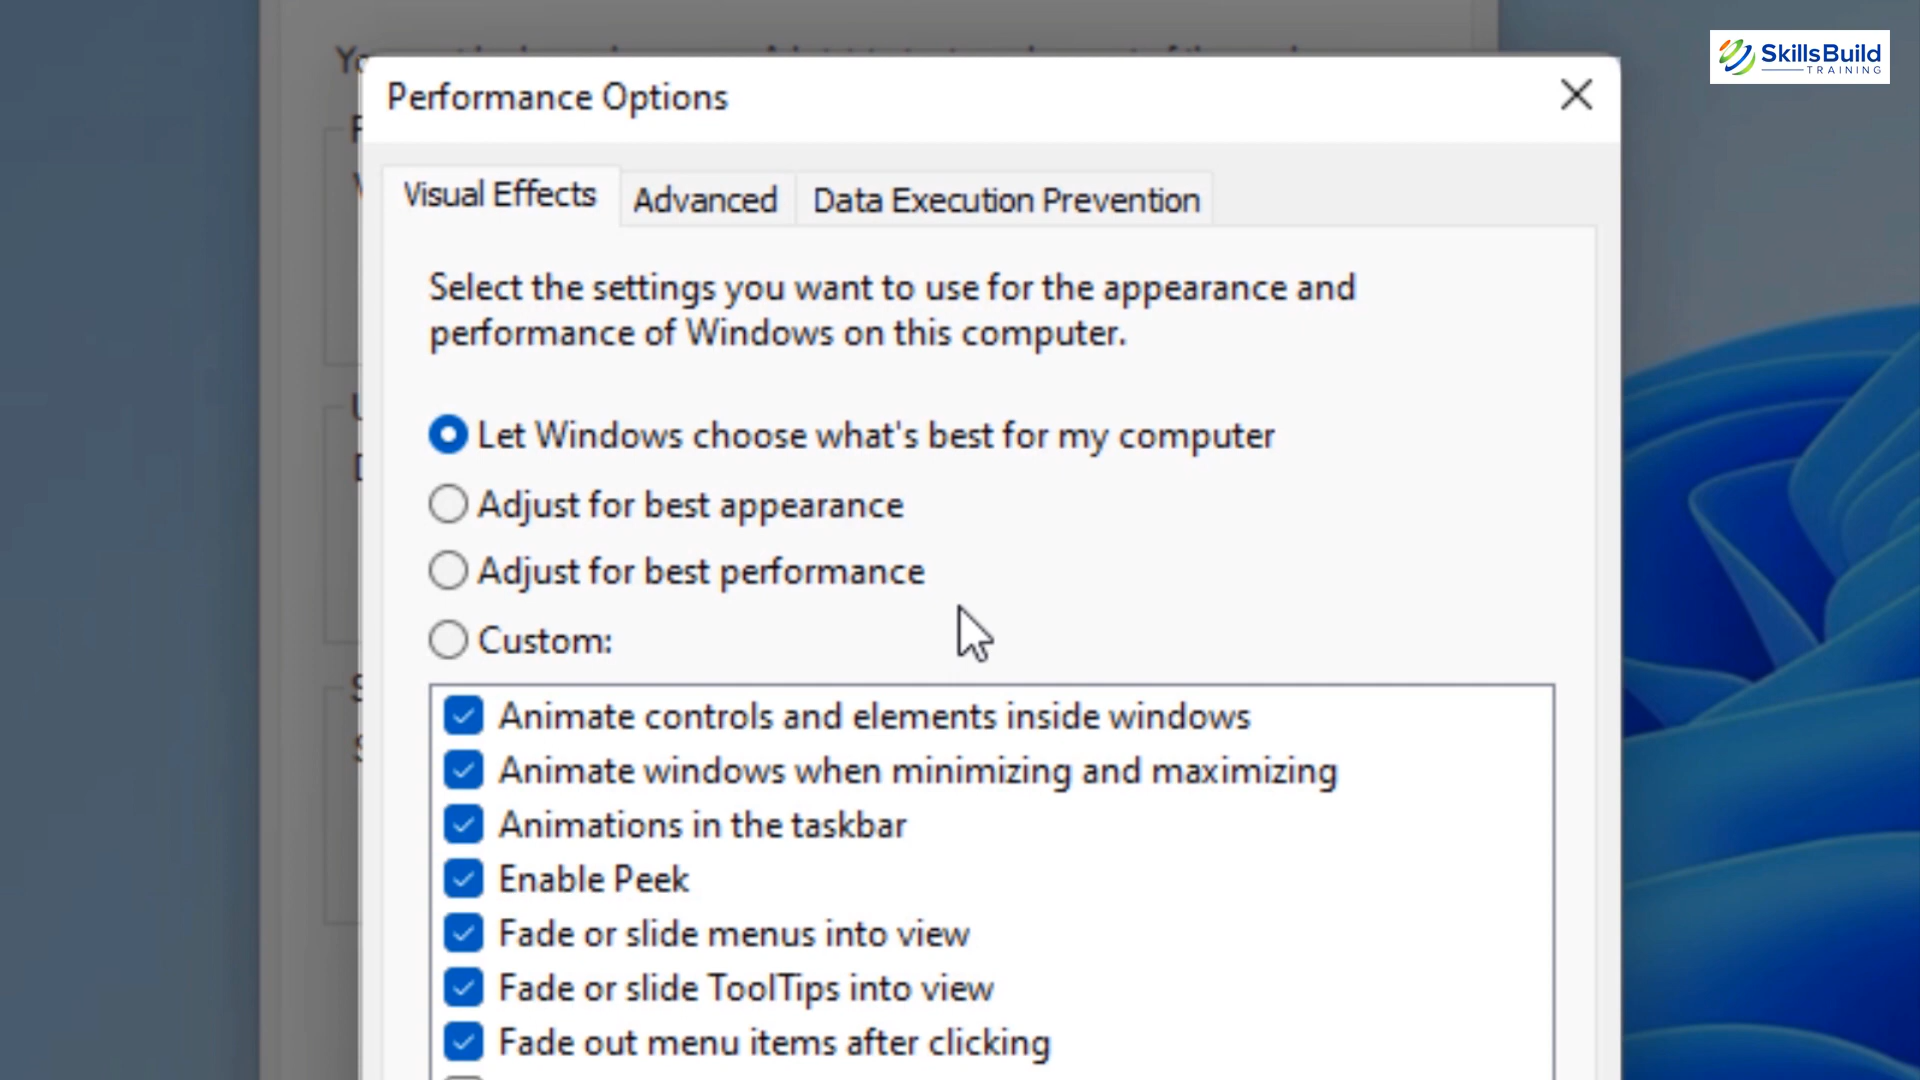 SkillsBuild
TRAINING
Performance Options
Visual Effects
Advanced
Data Execution Prevention
Select the settings you want to use for the appearance and
performance of Windows on this computer.
Let Windows choose what's best for my computer
Adjust for best appearance
Adjust for best performance
Custom:
Animate controls and elements inside windows
Animate windows when minimizing and maximizing
Animations in the taskbar
Enable Peek
Fade or slide menus into view
Fade or slide ToolTips into view
Fade out menu items after clicking